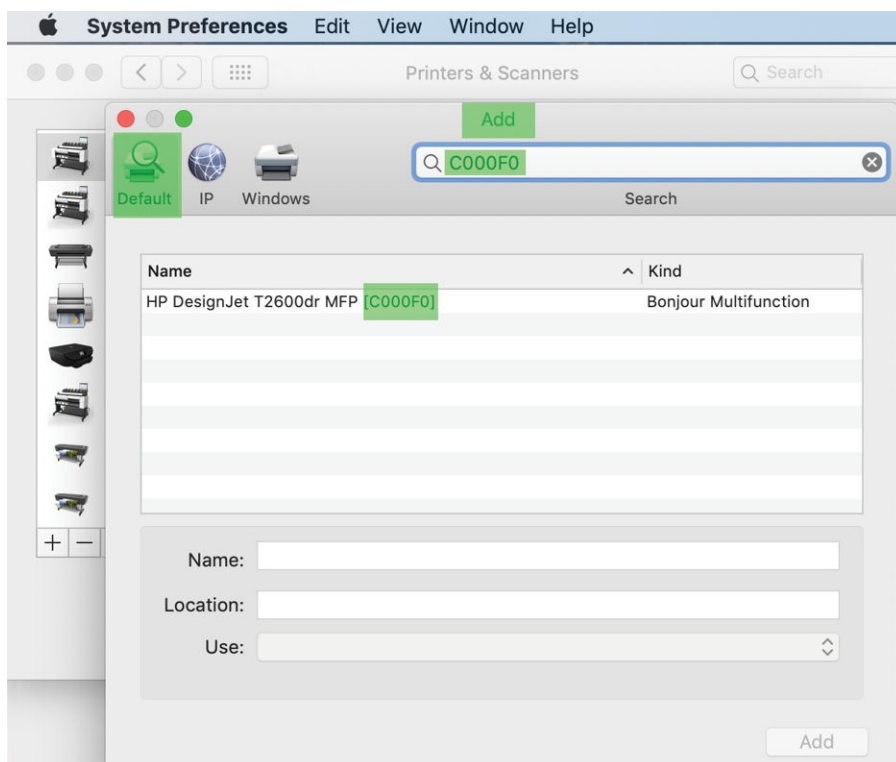 System Preferences Edit View Window Help
Printers & Scanners Search
Add
C000F0
Default IP Windows Search
Name Kind
HP DesignJet T2600dr MFP [C000F0] Bonjour Multifunction
Name:
Location:
Use:
Add